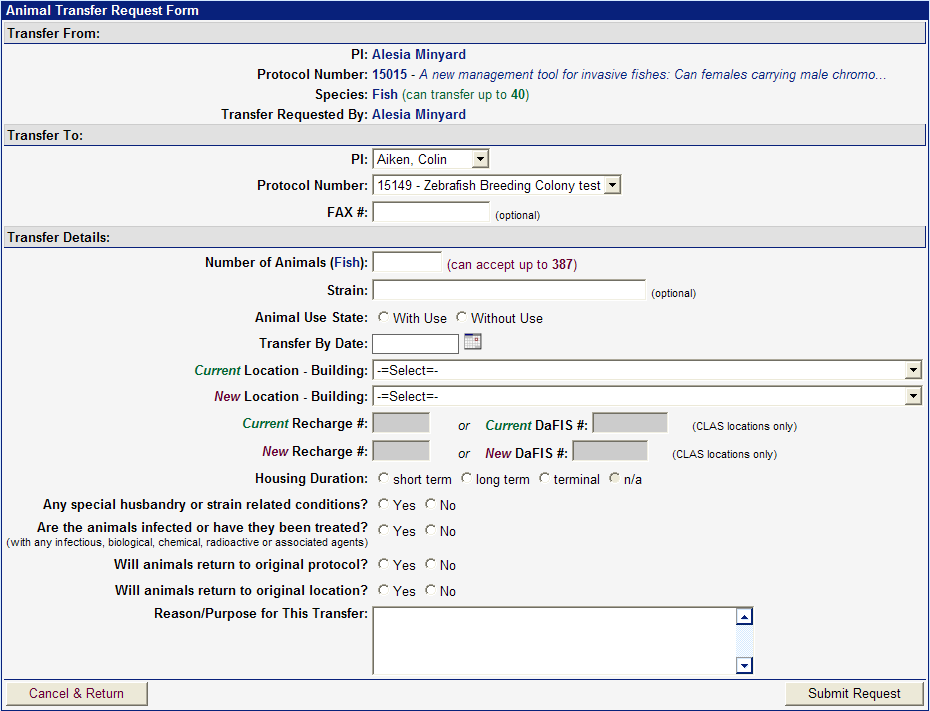 Animal Transfer Request Form
Transfer From:
PI: Alesia Minyard
Protocol Number: 15015 - A new management tool for invasive fishes: Can females carrying male chromo...
Species: Fish (can transfer up to 40)
Transfer Requested By: Alesia Minyard
Transfer To:
PI: Aiken, Colin
Protocol Number: 15149 - Zebrafish Breeding Colony test
FAX #: (optional)
Transfer Details:
Number of Animals (Fish): (can accept up to 387)
Strain: (optional)
Animal Use State: With Use Without Use
Transfer By Date:
Current Location - Building: -=Select=-
New Location - Building: -=Select=-
Current Recharge #: or Current DaFIS #: (CLAS locations only)
New Recharge #: or New DaFIS #: (CLAS locations only)
Housing Duration: short term long term terminal n/a
Any special husbandry or strain related conditions? Yes No
Are the animals infected or have they been treated? Yes No
(with any infectious, biological, chemical, radioactive or associated agents)
Will animals return to original protocol? Yes No
Will animals return to original location? Yes No
Reason/Purpose for This Transfer:
Cancel & Return Submit Request